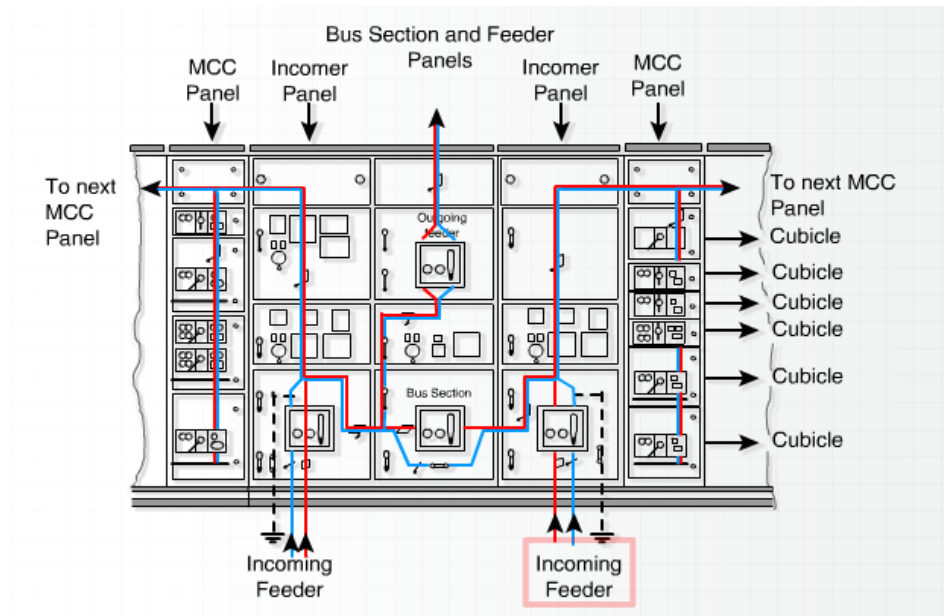 Bus Section and Feeder
Panels
MCC
Panel
Incomer
Panel
Incomer
Panel
MCC
Panel
To next
MCC
Panel
To next MCC
Panel
Outgoing
feeder
Cubicle
Cubicle
Cubicle
Cubicle
Bus Section
Cubicle
Cubicle
Incoming
Feeder
Incoming
Feeder